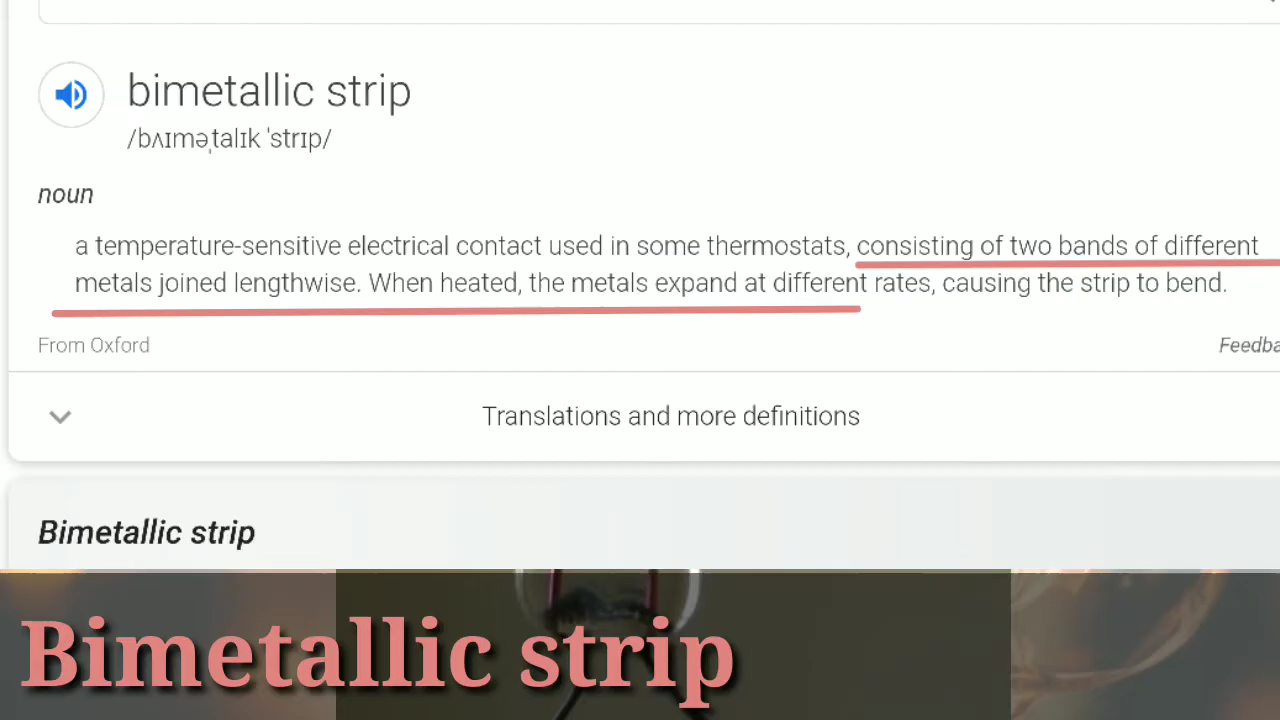 bimetallic strip
/bʌɪməˌtalɪk ˈstrɪp/
noun
a temperature-sensitive electrical contact used in some thermostats, consisting of two bands of different
metals joined lengthwise. When heated, the metals expand at different rates, causing the strip to bend.
From Oxford
Translations and more definitions
Bimetallic strip
Bimetallic strip